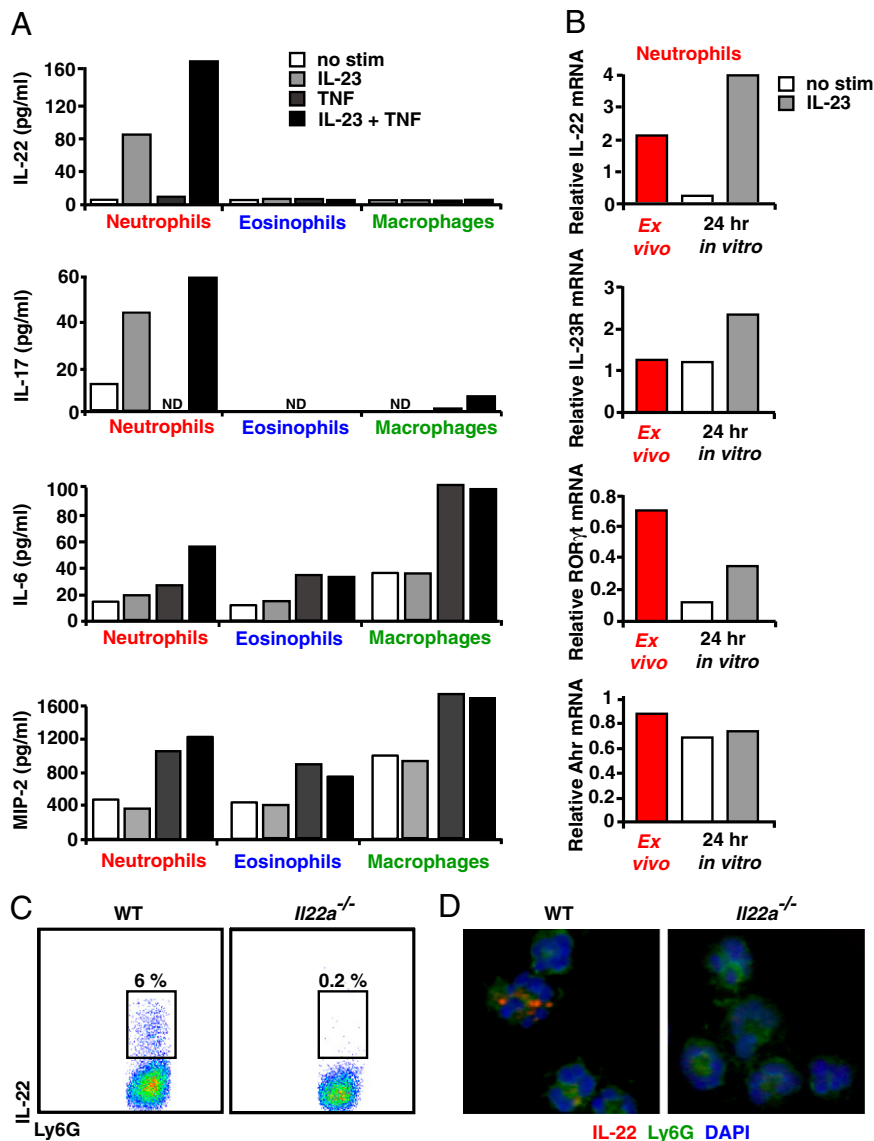 A
no stim
IL-23
TNF
IL-23 + TNF
IL-22 (pg/ml)
160
120
80
40
0
Neutrophils Eosinophils Macrophages
IL-17 (pg/ml)
60
40
20
0
ND ND ND
Neutrophils Eosinophils Macrophages
IL-6 (pg/ml)
100
80
60
40
20
0
Neutrophils Eosinophils Macrophages
MIP-2 (pg/ml)
1600
1200
800
400
0
Neutrophils Eosinophils Macrophages
B
Neutrophils
no stim
IL-23
Relative IL-22 mRNA
4
3
2
1
0
Ex vivo
24 hr in vitro
Relative IL-23R mRNA
3
2
1
0
Ex vivo
24 hr in vitro
Relative RORγt mRNA
0.8
0.6
0.4
0.2
0
Ex vivo
24 hr in vitro
Relative Ahr mRNA
1
0.8
0.6
0.4
0.2
0
Ex vivo
24 hr in vitro
C
WT Il22a-/-
6 % 0.2 %
IL-22
Ly6G
D
WT Il22a-/-
IL-22 Ly6G DAPI